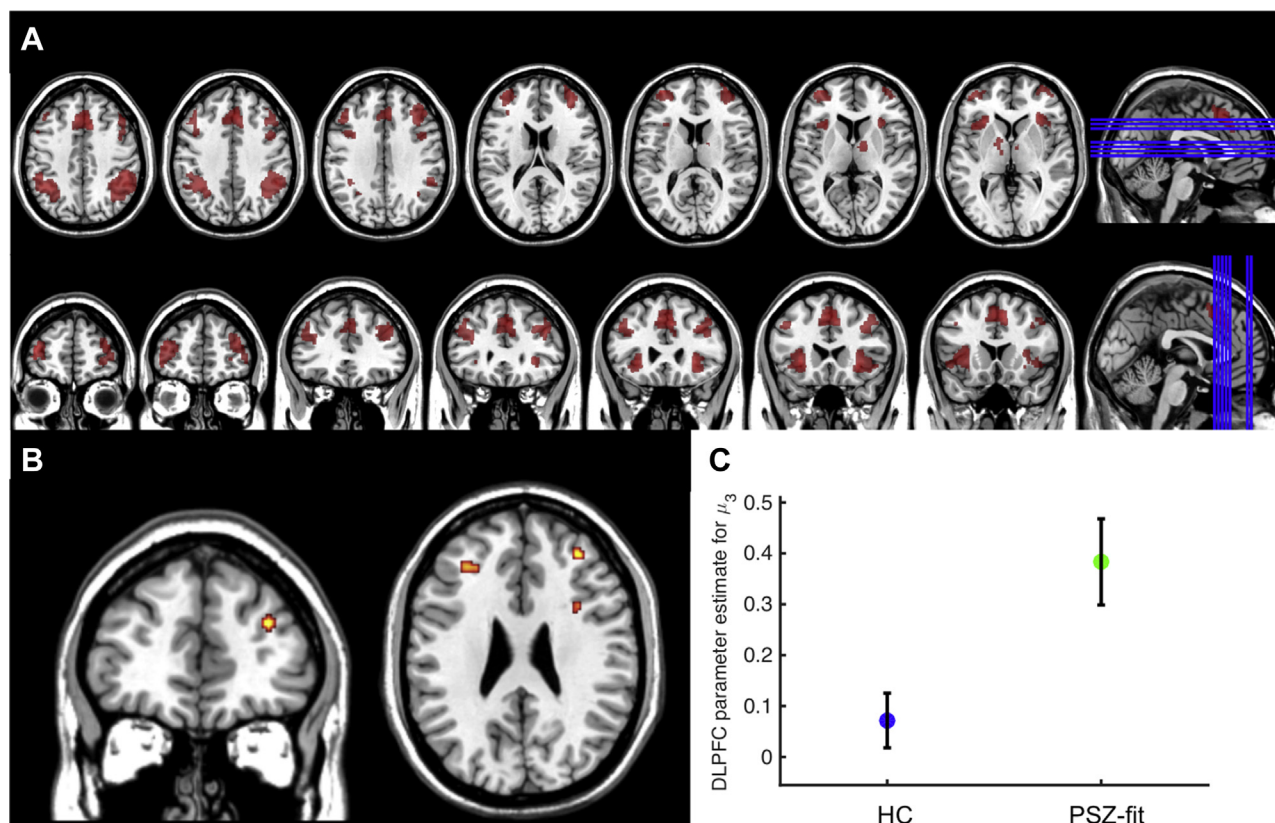 A
B
C
DLPFC parameter estimate for μ₃
0.5
0.4
0.3
0.2
0.1
0
HC
PSZ-fit